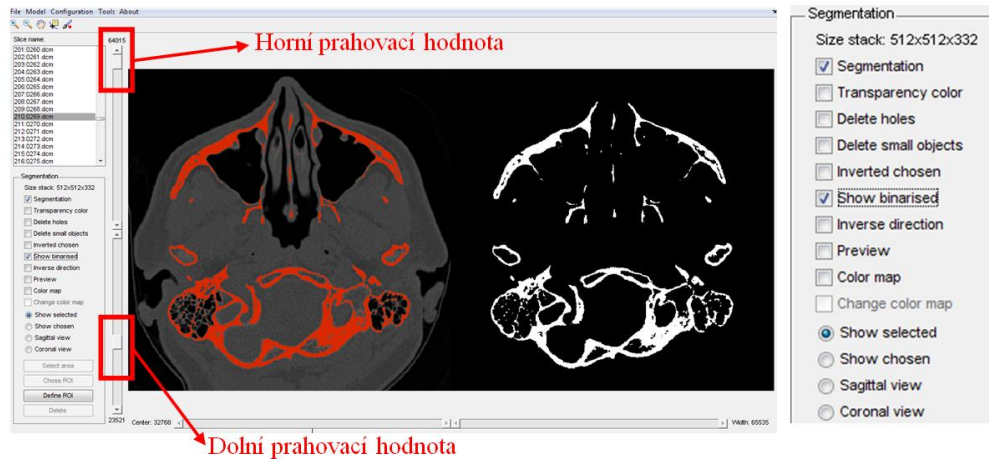 File Model Configuration Tools About
Slice name:
64015
201:0260.dcm
202:0261.dcm
203:0262.dcm
204:0263.dcm
205:0264.dcm
206:0265.dcm
207:0266.dcm
208:0267.dcm
209:0268.dcm
210:0269.dcm
211:0270.dcm
212:0271.dcm
213:0272.dcm
214:0273.dcm
215:0274.dcm
216:0275.dcm
Horní prahovací hodnota
Segmentation
Size stack: 512x512x332
Segmentation
Transparency color
Delete holes
Delete small objects
Inverted chosen
Show binarised
Inverse direction
Preview
Color map
Change color map
Show selected
Show chosen
Sagittal view
Coronal view
Select area
Chose ROI
Define ROI
Delete
23521
Center: 32768
Width: 65535
Dolní prahovací hodnota
Segmentation
Size stack: 512x512x332
Segmentation
Transparency color
Delete holes
Delete small objects
Inverted chosen
Show binarised
Inverse direction
Preview
Color map
Change color map
Show selected
Show chosen
Sagittal view
Coronal view